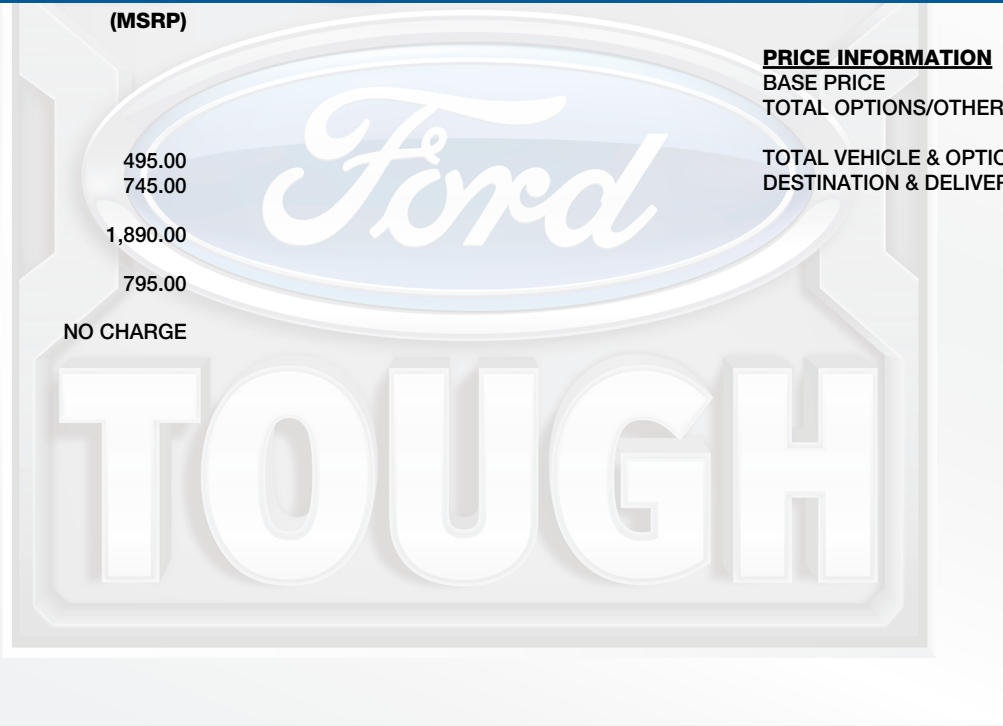 (MSRP)
495.00
745.00
1,890.00
795.00
NO CHARGE
PRICE INFORMATION
BASE PRICE
TOTAL OPTIONS/OTHER
TOTAL VEHICLE & OPTIO
DESTINATION & DELIVER
Ford
TOUGH